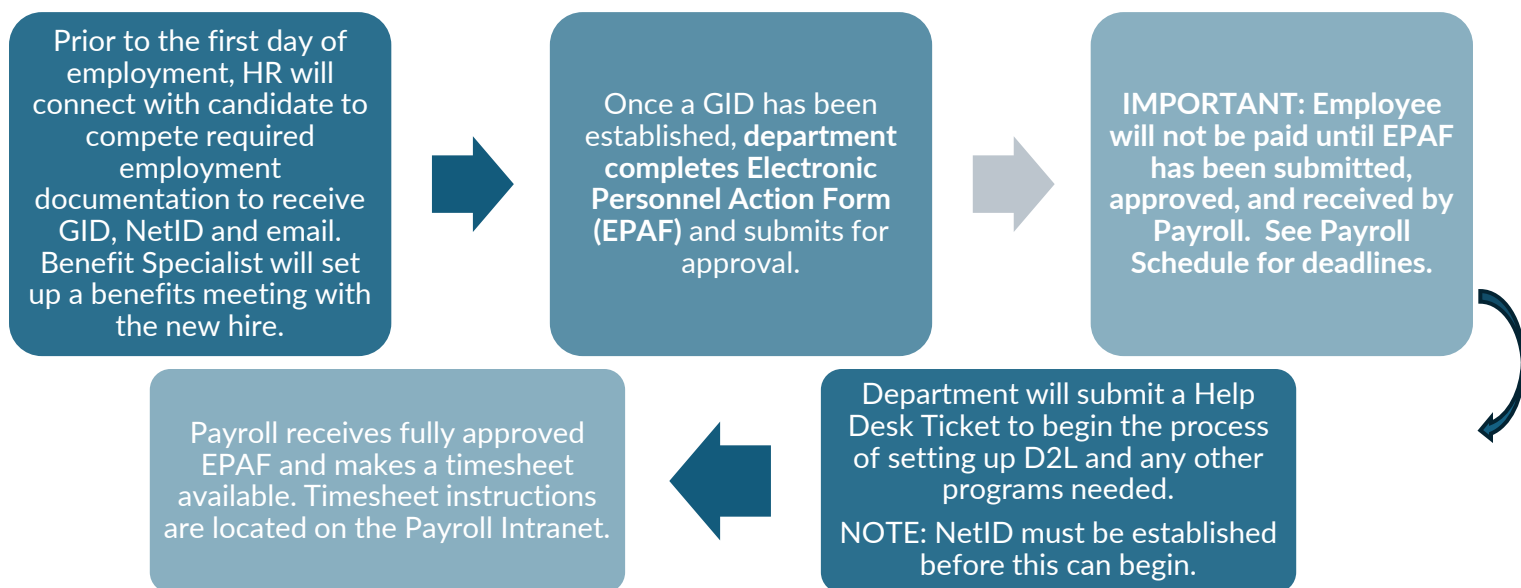 Prior to the first day of
employment, HR will
connect with candidate to
compete required
employment
documentation to receive
GID, NetID and email.
Benefit Specialist will set
up a benefits meeting with
the new hire.
Once a GID has been
established, department
completes Electronic
Personnel Action Form
(EPAF) and submits for
approval.
IMPORTANT: Employee
will not be paid until EPAF
has been submitted,
approved, and received by
Payroll.  See Payroll
Schedule for deadlines.
Department will submit a Help
Desk Ticket to begin the process
of setting up D2L and any other
programs needed.
NOTE: NetID must be established
before this can begin.
Payroll receives fully approved
EPAF and makes a timesheet
available. Timesheet instructions
are located on the Payroll Intranet.